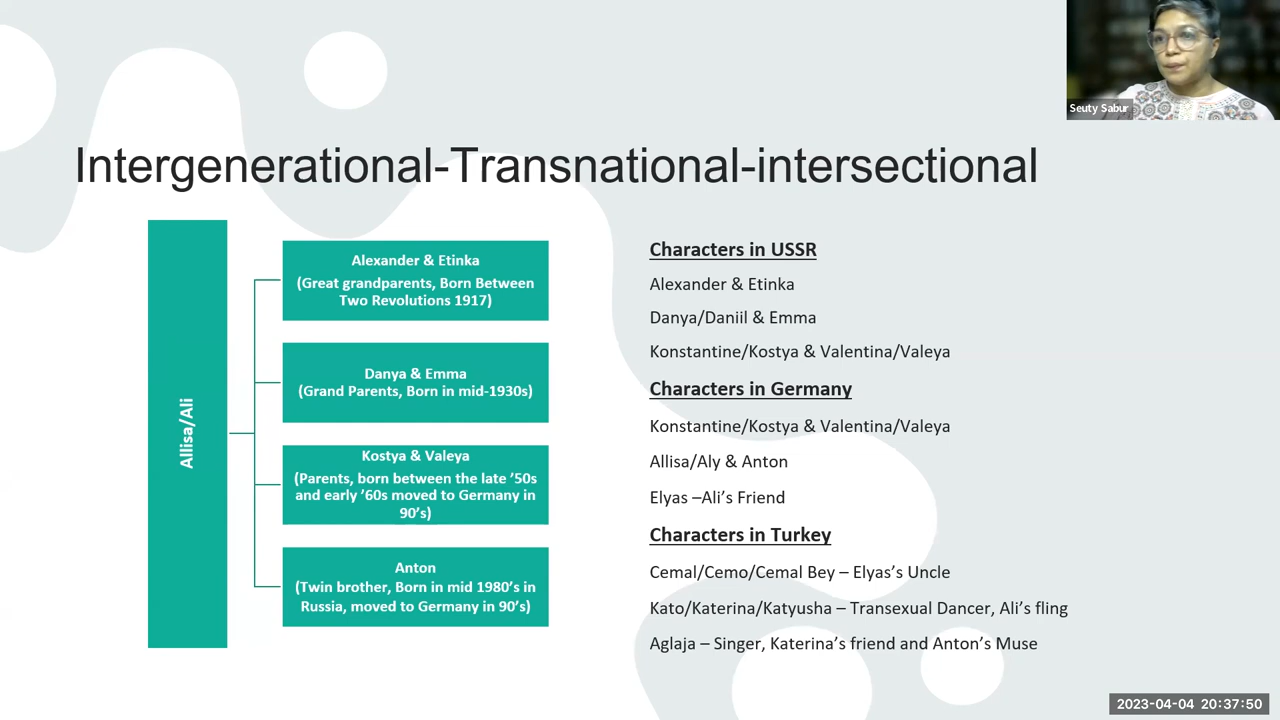 Seuty Sabur
Intergenerational-Transnational-intersectional
Allisa/Ali
Alexander & Etinka
(Great grandparents, Born Between
Two Revolutions 1917)
Danya & Emma
(Grand Parents, Born in mid-1930s)
Kostya & Valeya
(Parents, born between the late ’50s
and early ’60s moved to Germany in
90’s)
Anton
(Twin brother, Born in mid 1980’s in
Russia, moved to Germany in 90’s)
Characters in USSR
Alexander & Etinka
Danya/Daniil & Emma
Konstantine/Kostya & Valentina/Valeya
Characters in Germany
Konstantine/Kostya & Valentina/Valeya
Allisa/Aly & Anton
Elyas –Ali’s Friend
Characters in Turkey
Cemal/Cemo/Cemal Bey – Elyas’s Uncle
Kato/Katerina/Katyusha – Transexual Dancer, Ali’s fling
Aglaja – Singer, Katerina’s friend and Anton’s Muse
2023-04-04 20:37:50